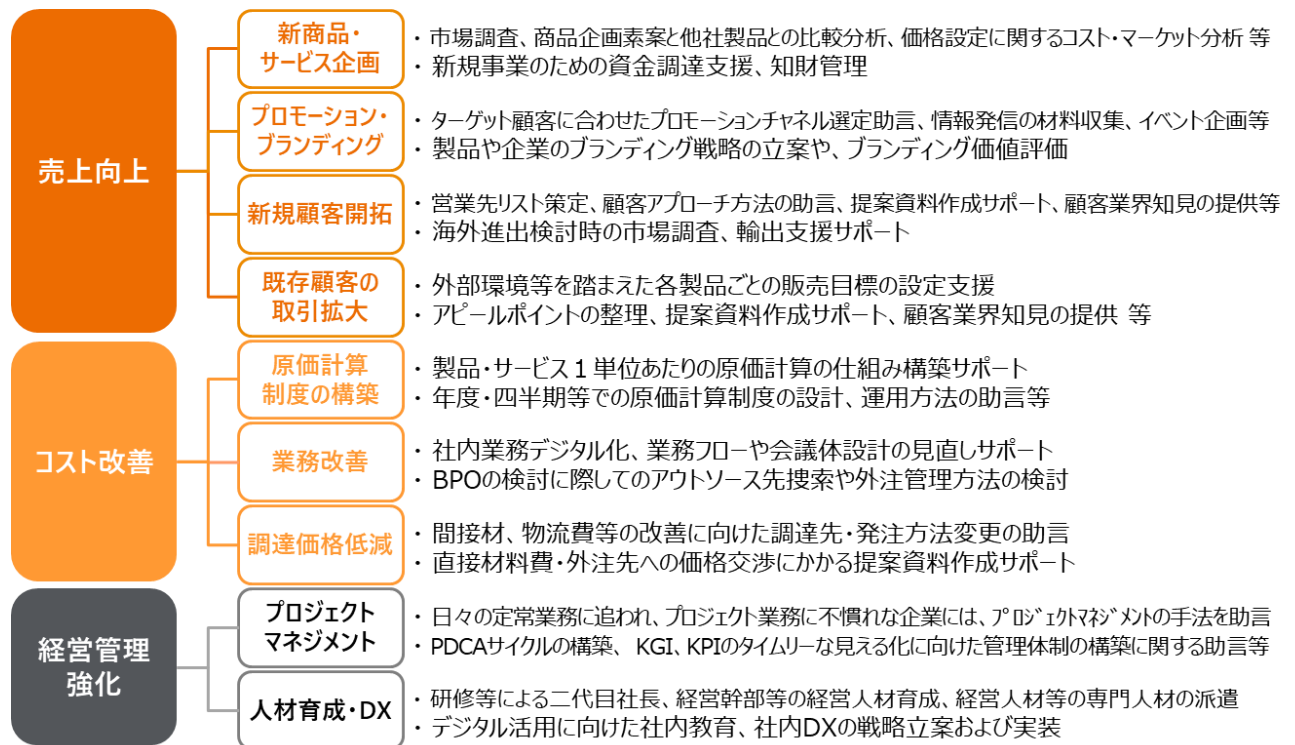 売上向上
新商品・
サービス企画
・ 市場調査、商品企画素案と他社製品との比較分析、価格設定に関するコスト・マーケット分析 等
・ 新規事業のための資金調達支援、知財管理
プロモーション・
ブランディング
・ ターゲット顧客に合わせたプロモーションチャネル選定助言、情報発信の材料収集、イベント企画等
・ 製品や企業のブランディング戦略の立案や、ブランディング価値評価
新規顧客開拓
・ 営業先リスト策定、顧客アプローチ方法の助言、提案資料作成サポート、顧客業界知見の提供等
・ 海外進出検討時の市場調査、輸出支援サポート
既存顧客の
取引拡大
・ 外部環境等を踏まえた各製品ごとの販売目標の設定支援
・ アピールポイントの整理、提案資料作成サポート、顧客業界知見の提供 等
コスト改善
原価計算
制度の構築
・ 製品・サービス１単位あたりの原価計算の仕組み構築サポート
・ 年度・四半期等での原価計算制度の設計、運用方法の助言等
業務改善
・ 社内業務デジタル化、業務フローや会議体設計の見直しサポート
・ BPOの検討に際してのアウトソース先捜索や外注管理方法の検討
調達価格低減
・ 間接材、物流費等の改善に向けた調達先・発注方法変更の助言
・ 直接材料費・外注先への価格交渉にかかる提案資料作成サポート
経営管理
強化
プロジェクト
マネジメント
・ 日々の定常業務に追われ、プロジェクト業務に不慣れな企業には、ﾌﾟﾛｼﾞｪｸﾄﾏﾈｼﾞﾒﾝﾄの手法を助言
・ PDCAサイクルの構築、 KGI、KPIのタイムリーな見える化に向けた管理体制の構築に関する助言等
人材育成・DX
・ 研修等による二代目社長、経営幹部等の経営人材育成、経営人材等の専門人材の派遣
・ デジタル活用に向けた社内教育、社内DXの戦略立案および実装